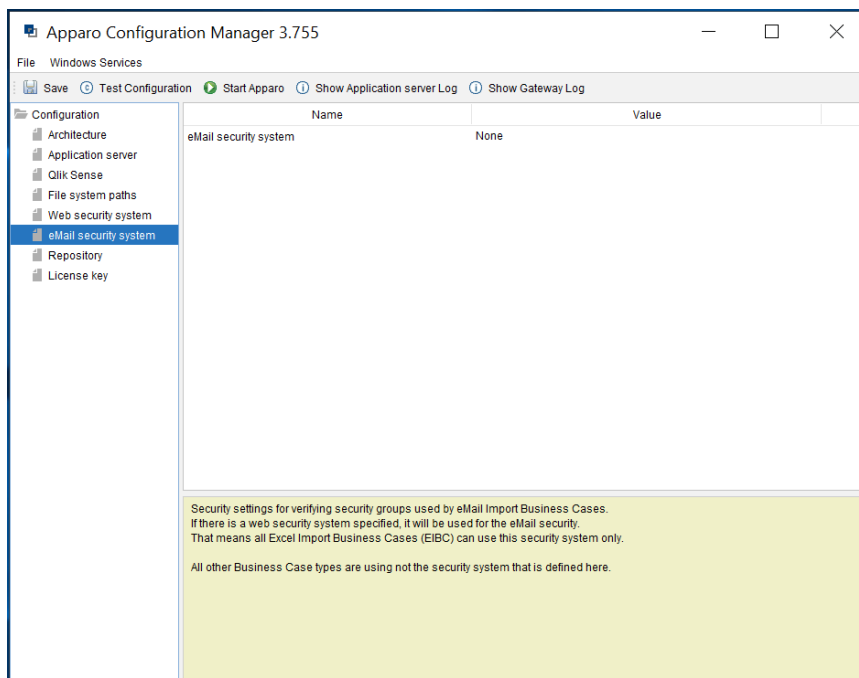 Apparo Configuration Manager 3.755
File Windows Services
Save Test Configuration Start Apparo Show Application server Log Show Gateway Log
Configuration
Architecture
Application server
Qlik Sense
File system paths
Web security system
eMail security system
Repository
License key
Name Value
eMail security system None
Security settings for verifying security groups used by eMail Import Business Cases.
If there is a web security system specified, it will be used for the eMail security.
That means all Excel Import Business Cases (EIBC) can use this security system only.
All other Business Case types are using not the security system that is defined here.